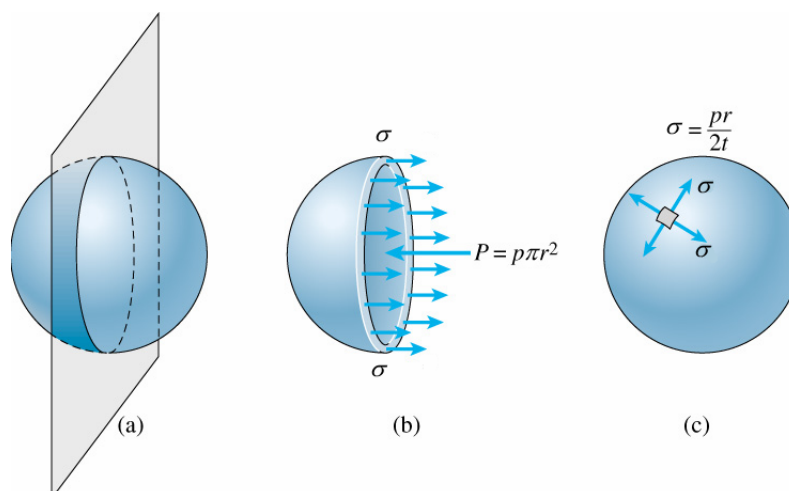 σ
P = pπr²
σ
σ = pr/2t
σ
σ
(a)
(b)
(c)